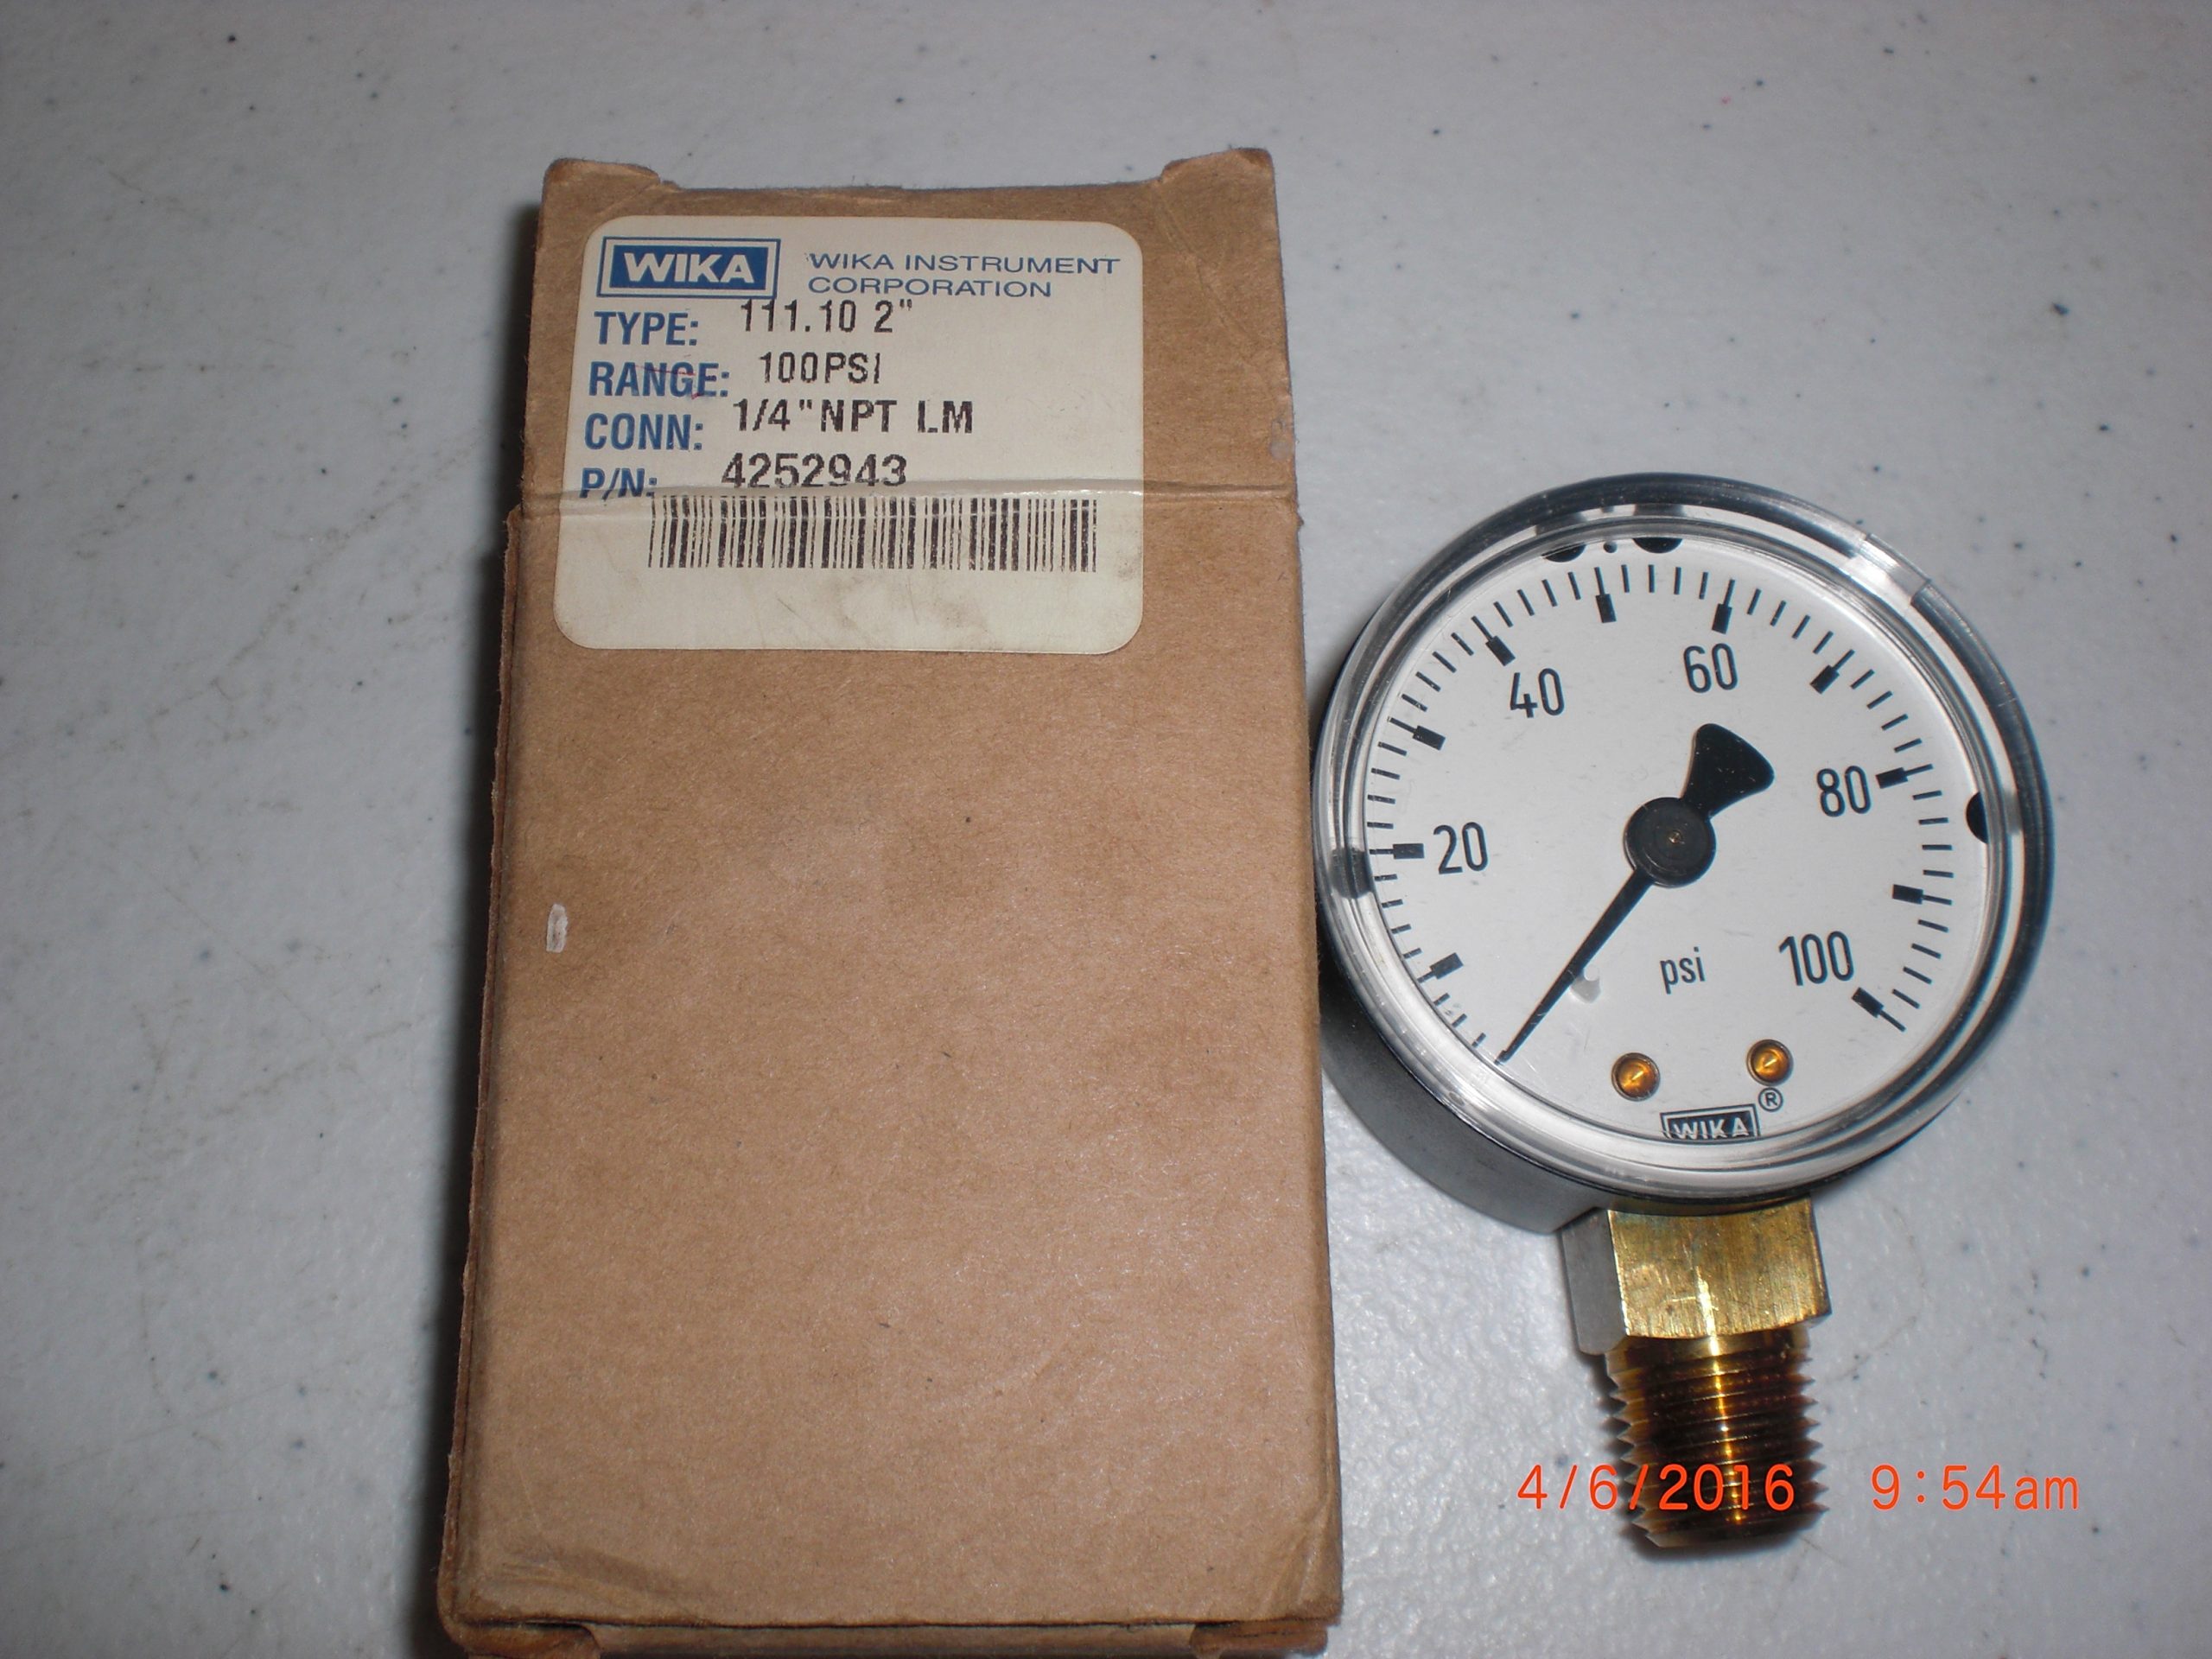 WIKA WIKA INSTRUMENT
CORPORATION
TYPE: 111.10 2"
RANGE: 100PSI
CONN: 1/4"NPT LM
P/N: 4252943
40
60
80
20
100
psi
WIKA®
4/6/2016 9:54am